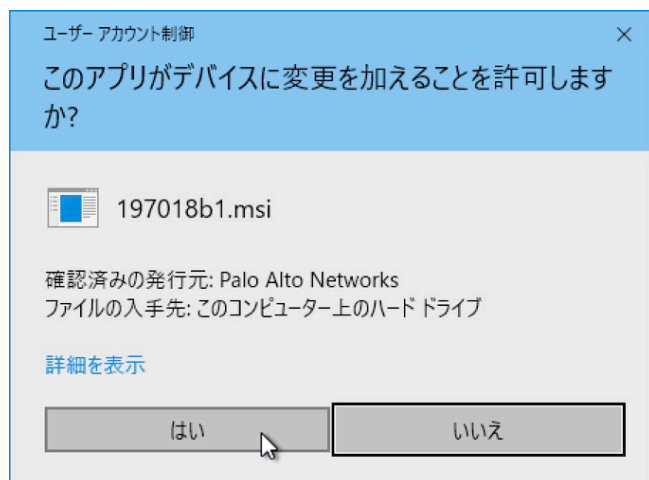 ユーザー アカウント制御
このアプリがデバイスに変更を加えることを許可します
か?
197018b1.msi
確認済みの発行元: Palo Alto Networks
ファイルの入手先: このコンピューター上のハード ドライブ
詳細を表示
はい
いいえ